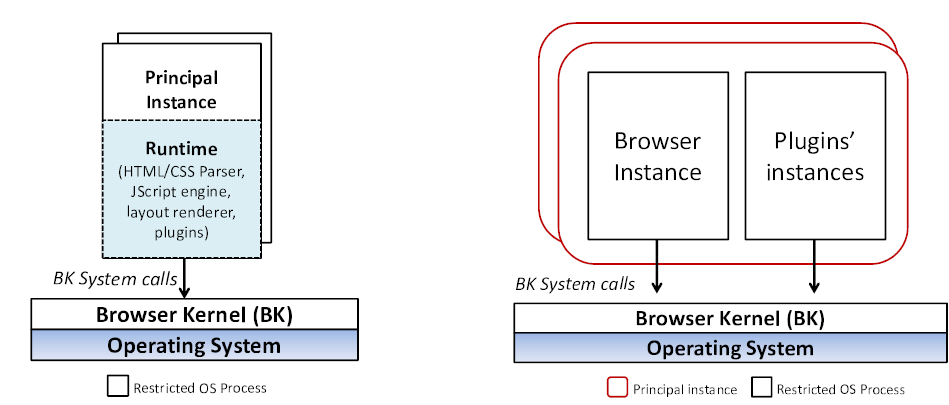 Principal
Instance
Runtime
(HTML/CSS Parser,
JScript engine,
layout renderer,
plugins)
BK System calls
Browser Kernel (BK)
Operating System
Restricted OS Process
Browser
Instance
Plugins’
instances
BK System calls
Browser Kernel (BK)
Operating System
Principal instance
Restricted OS Process